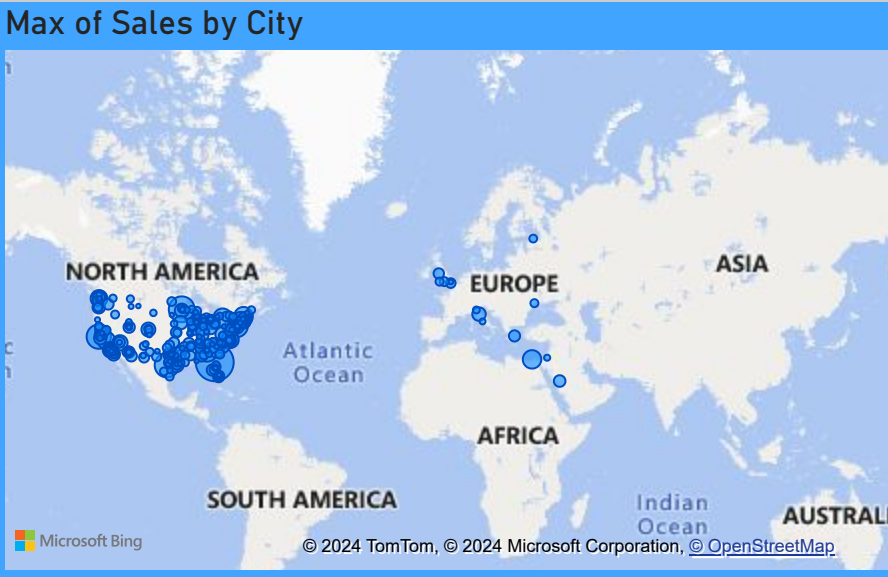 Max of Sales by City
NORTH AMERICA
EUROPE
ASIA
Atlantic
Ocean
AFRICA
SOUTH AMERICA
Indian
Ocean
AUSTRALI
Microsoft Bing
© 2024 TomTom, © 2024 Microsoft Corporation, © OpenStreetMap